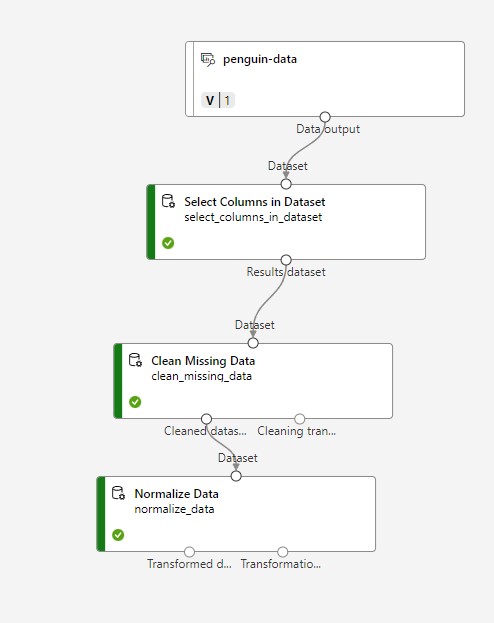 penguin-data
V | 1
Data output
Dataset
Select Columns in Dataset
select_columns_in_dataset
Results dataset
Dataset
Clean Missing Data
clean_missing_data
Cleaned datas... Cleaning tran...
Dataset
Normalize Data
normalize_data
Transformed d... Transformatio...